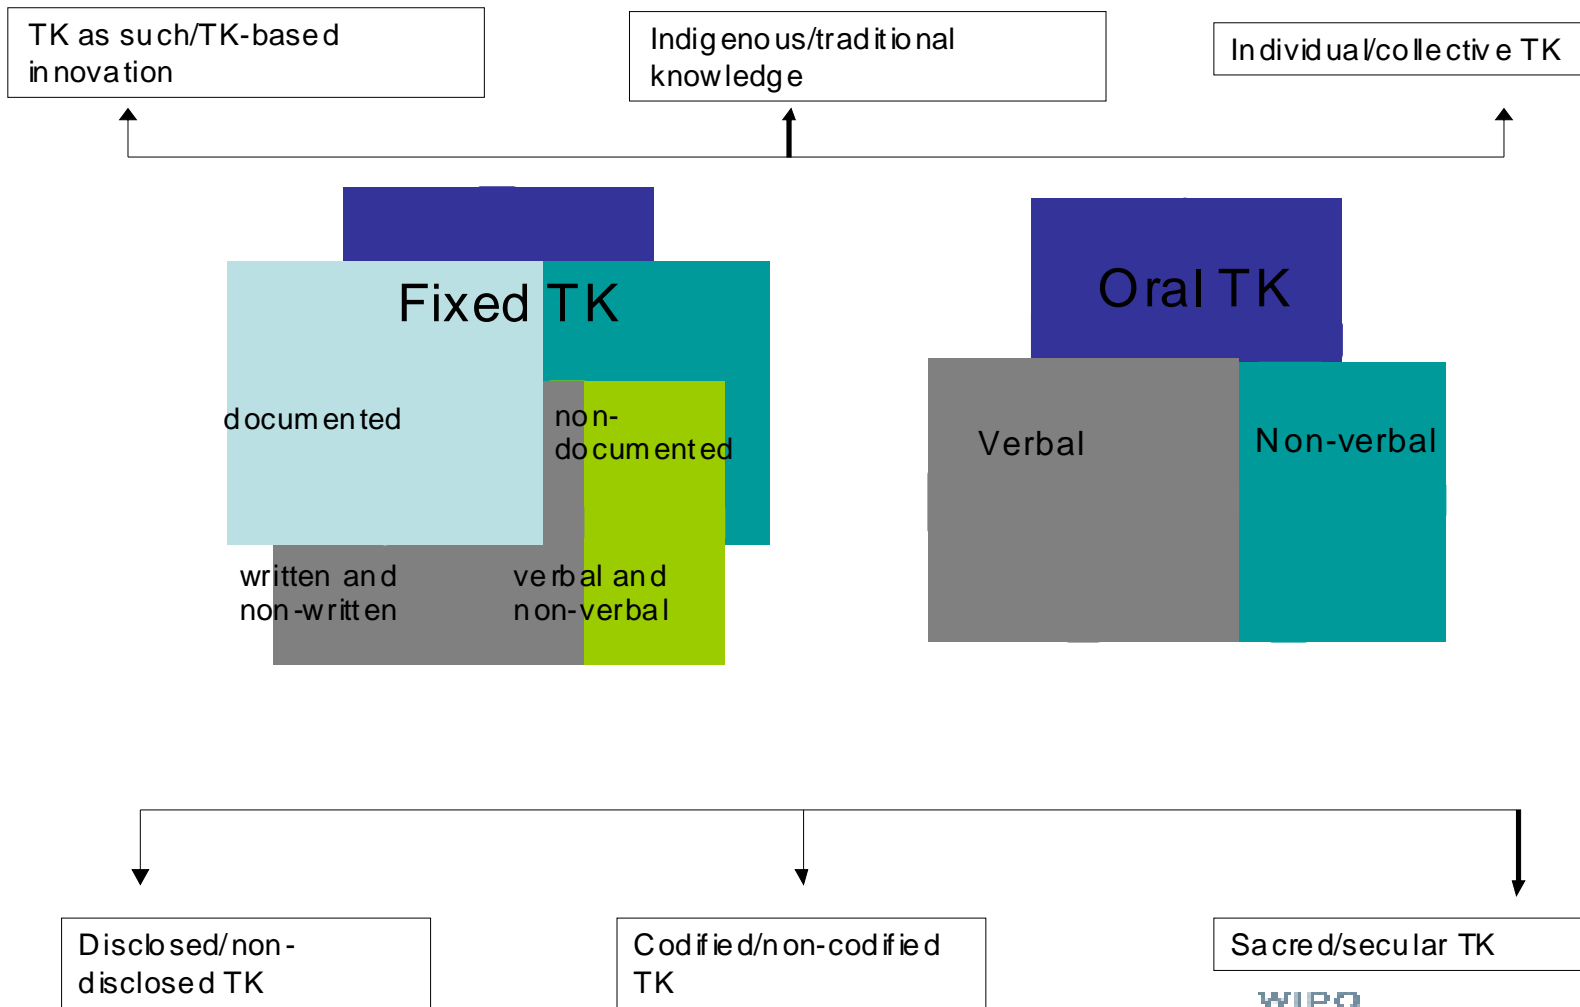 TK as such/TK-based
innovation
Indigenous/traditional
knowledge
Individual/collective TK
Fixed TK
Oral TK
documented
non-
documented
Verbal
Non-verbal
written and
non-written
verbal and
non-verbal
Disclosed/non-
disclosed TK
Codified/non-codified
TK
Sacred/secular TK
WIPO